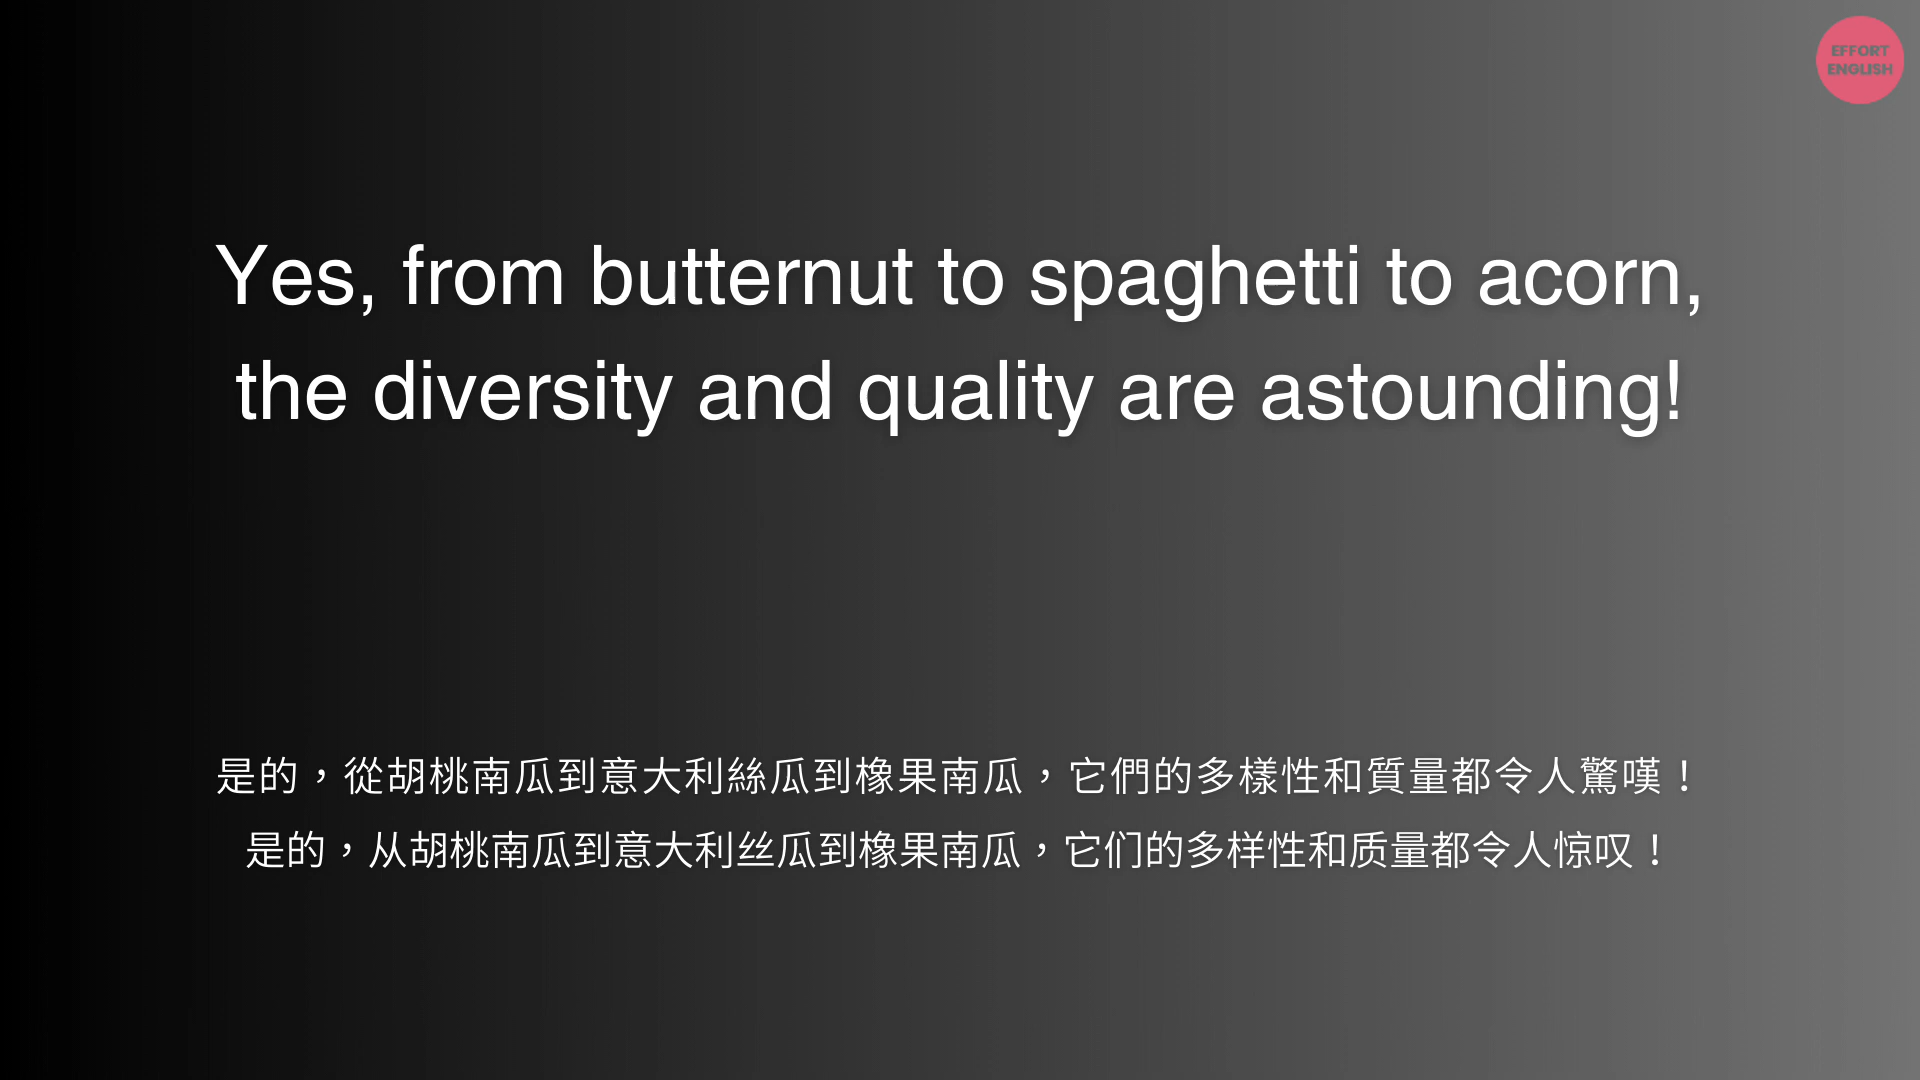 EFFORT
ENGLISH
Yes, from butternut to spaghetti to acorn,
the diversity and quality are astounding!
是的，從胡桃南瓜到意大利絲瓜到橡果南瓜，它們的多樣性和質量都令人驚嘆！
是的，从胡桃南瓜到意大利丝瓜到橡果南瓜，它们的多样性和质量都令人惊叹！